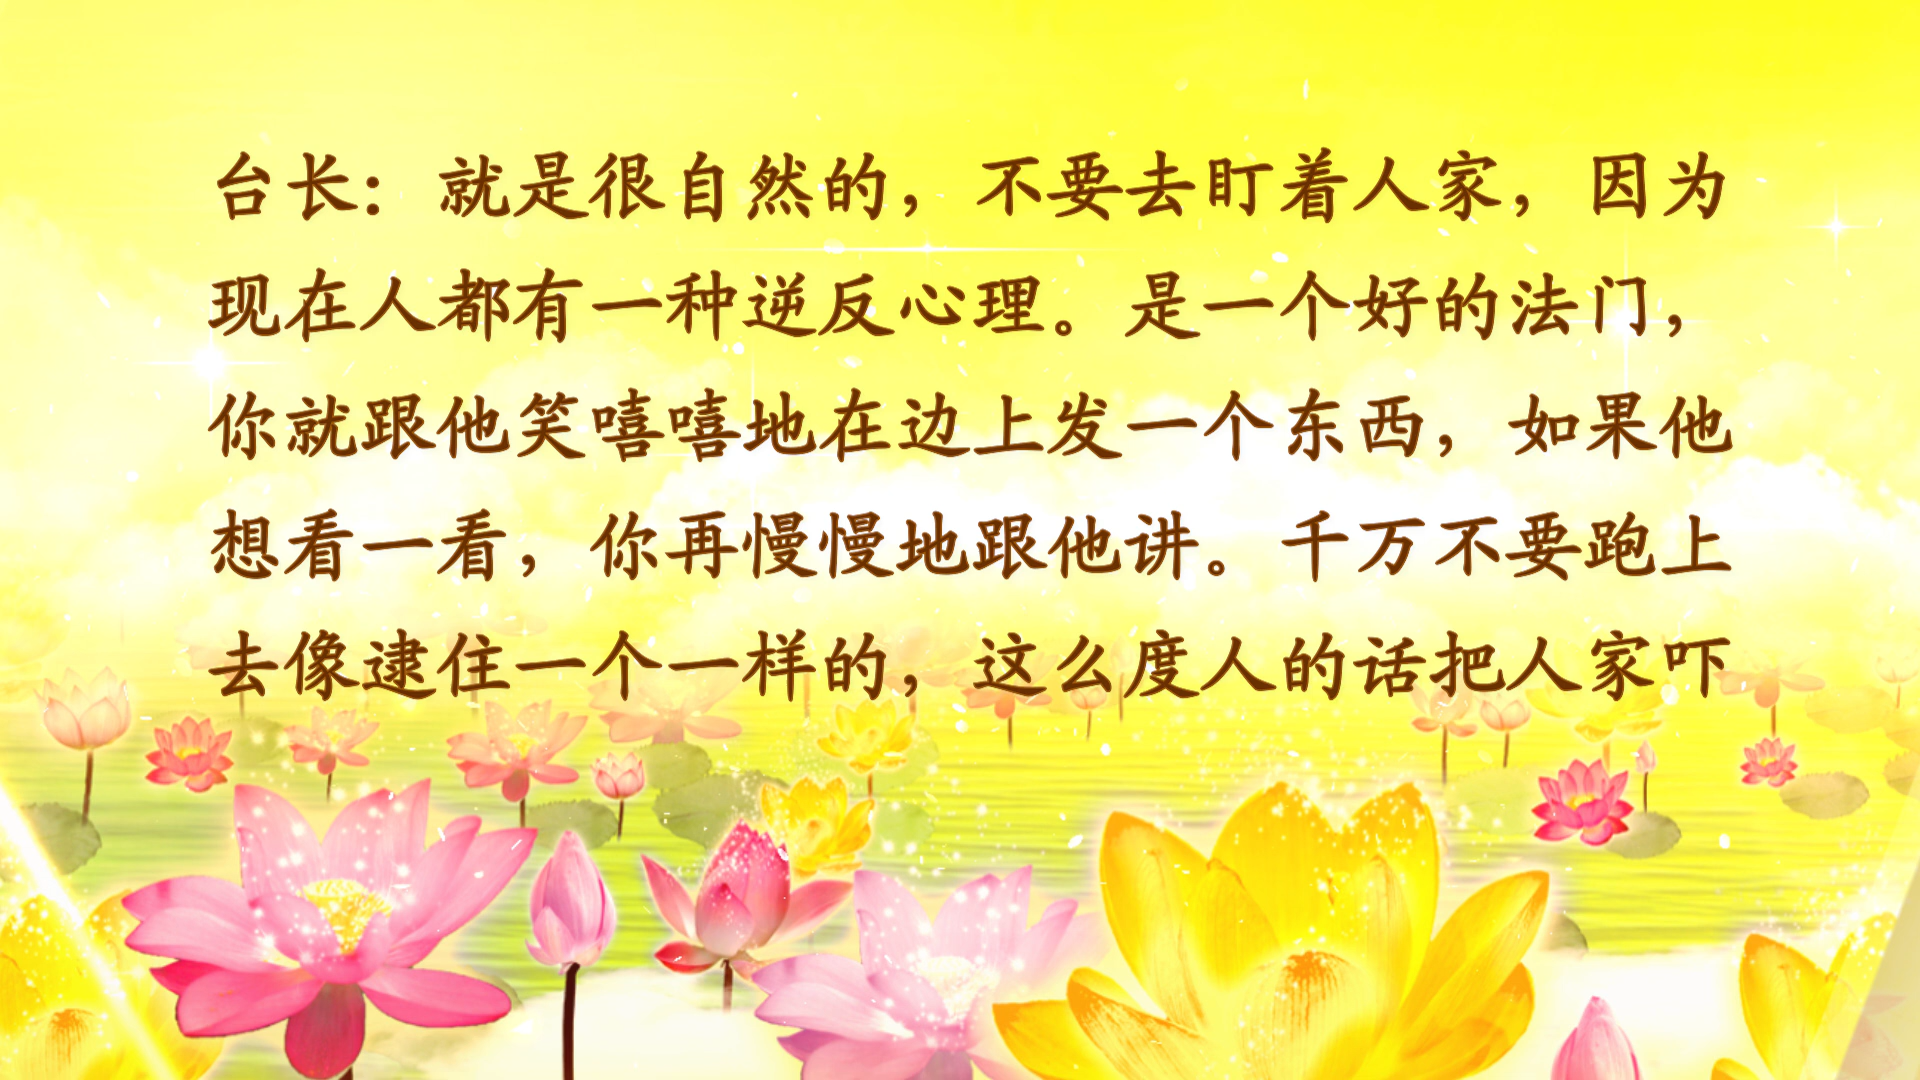 台长：就是很自然的，不要去盯着人家，因为
现在人都有一种逆反心理。是一个好的法门，
你就跟他笑嘻嘻地在边上发一个东西，如果他
想看一看，你再慢慢地跟他讲。千万不要跑上
去像逮住一个一样的，这么度人的话把人家吓